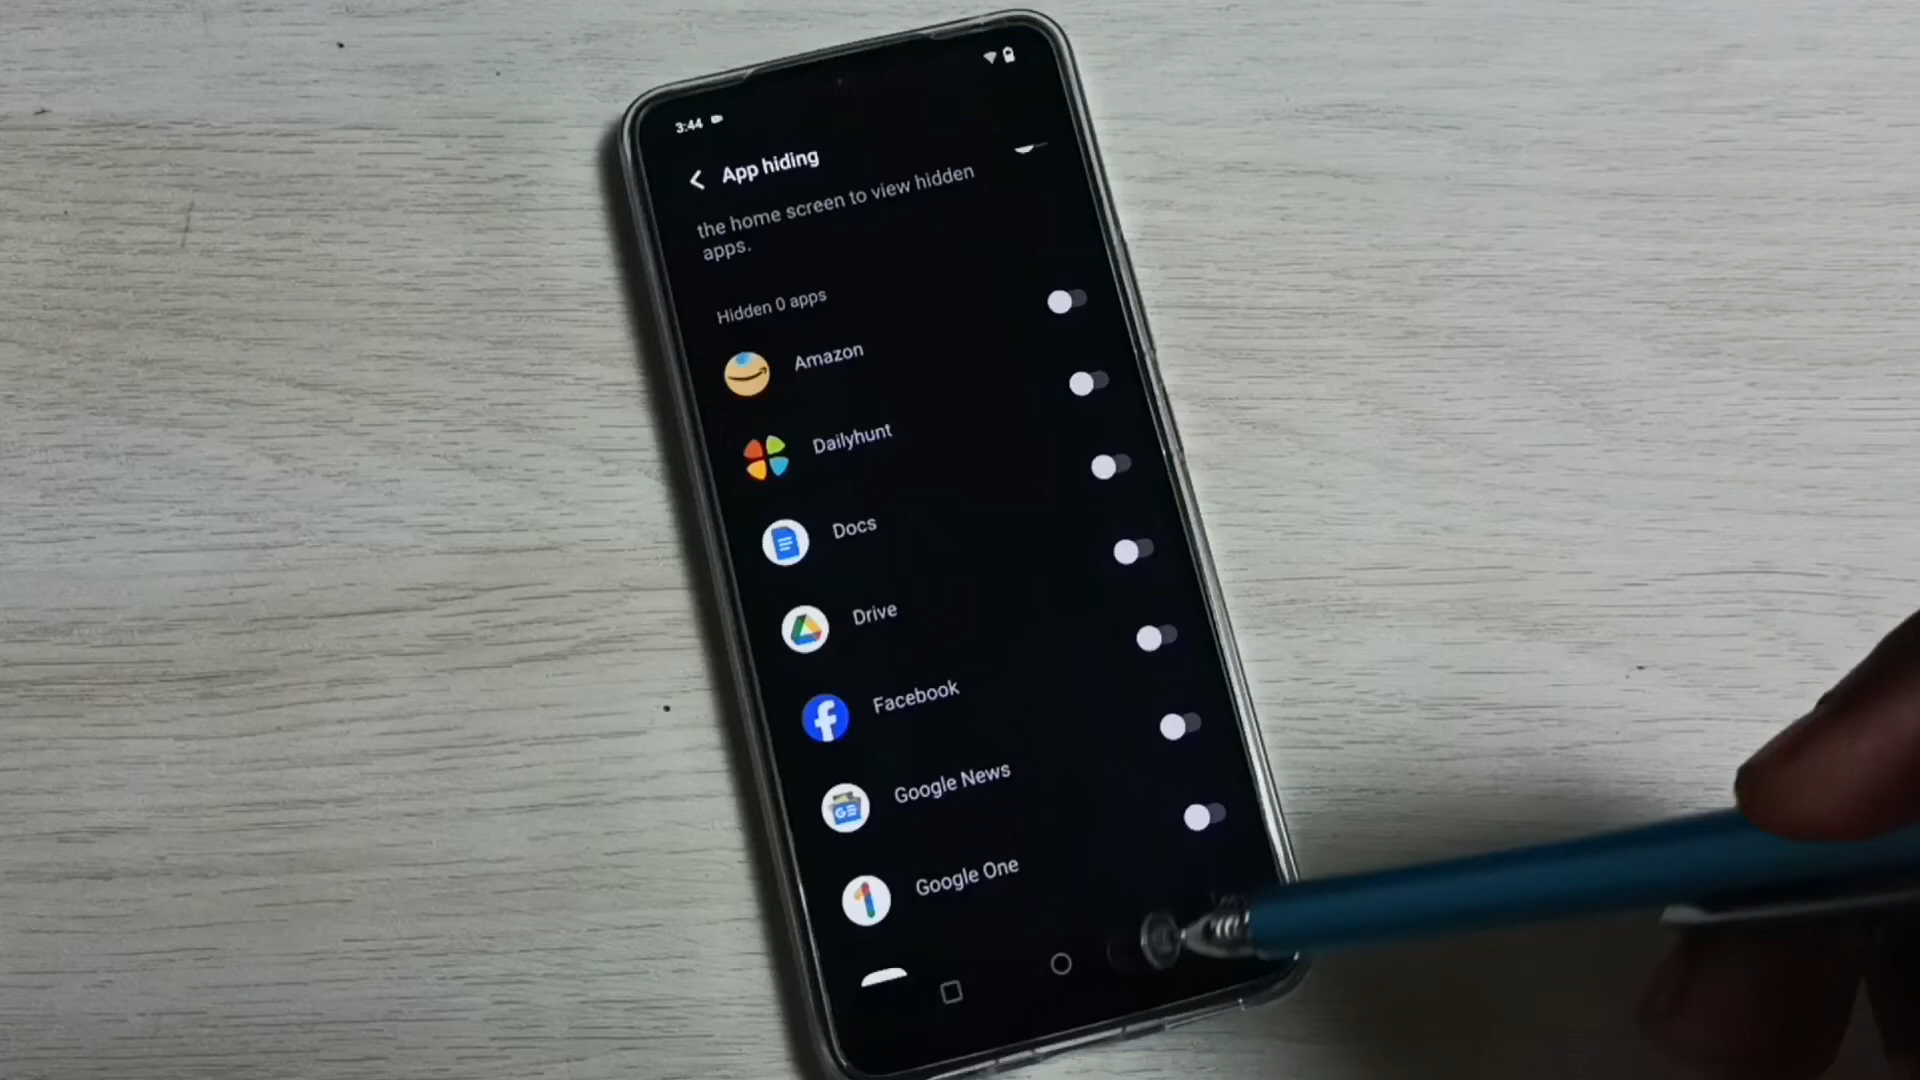 3:44
App hiding
the home screen to view hidden
apps.
Hidden 0 apps
Amazon
Dailyhunt
Docs
Drive
Facebook
Google News
Google One